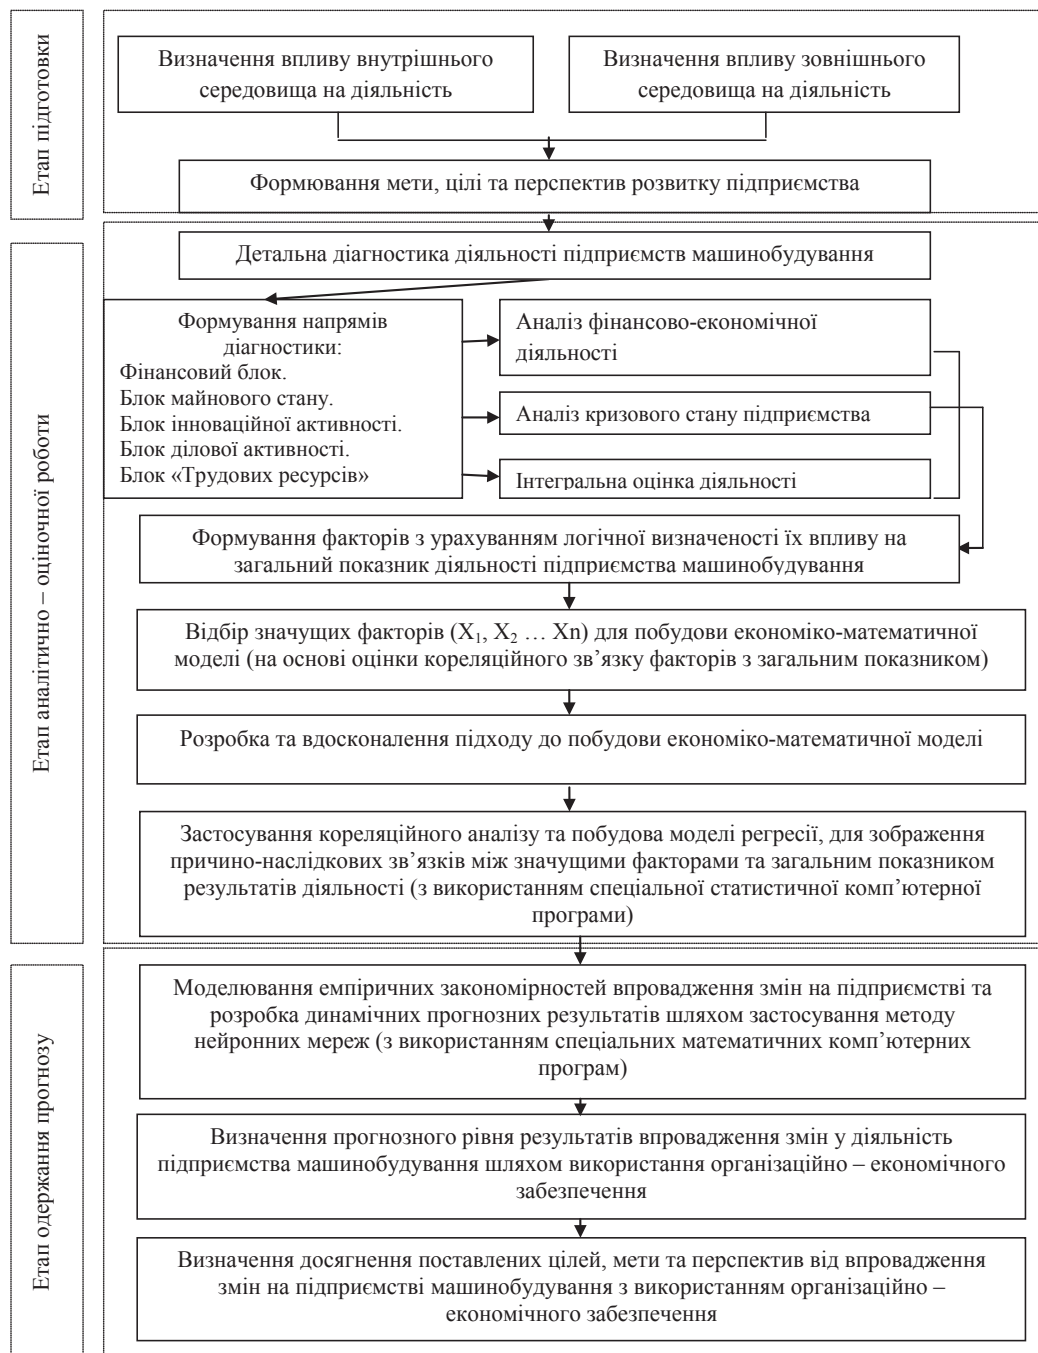 Етап підготовки
Визначення впливу внутрішнього
середовища на діяльність
Визначення впливу зовнішнього
середовища на діяльність
Формювання мети, цілі та перспектив розвитку підприємства
Етап аналітично – оціночної роботи
Детальна діагностика діяльності підприємств машинобудування
Формування напрямів
діагностики:
Фінансовий блок.
Блок майнового стану.
Блок інноваційної активності.
Блок ділової активності.
Блок «Трудових ресурсів»
Аналіз фінансово-економічної
діяльності
Аналіз кризового стану підприємства
Інтегральна оцінка діяльності
Формування факторів з урахуванням логічної визначеності їх впливу на
загальний показник діяльності підприємства машинобудування
Відбір значущих факторів (X₁, X₂ … Xn) для побудови економіко-математичної
моделі (на основі оцінки кореляційного зв’язку факторів з загальним показником)
Розробка та вдосконалення підходу до побудови економіко-математичної моделі
Застосування кореляційного аналізу та побудова моделі регресії, для зображення
причино-наслідкових зв’язків між значущими факторами та загальним показником
результатів діяльності (з використанням спеціальної статистичної комп’ютерної
програми)
Етап одержання прогнозу
Моделювання емпіричних закономірностей впровадження змін на підприємстві та
розробка динамічних прогнозних результатів шляхом застосування методу
нейронних мереж (з використанням спеціальних математичних комп’ютерних
програм)
Визначення прогнозного рівня результатів впровадження змін у діяльність
підприємства машинобудування шляхом використання організаційно – економічного
забезпечення
Визначення досягнення поставлених цілей, мети та перспектив від впровадження
змін на підприємстві машинобудування з використанням організаційно –
економічного забезпечення